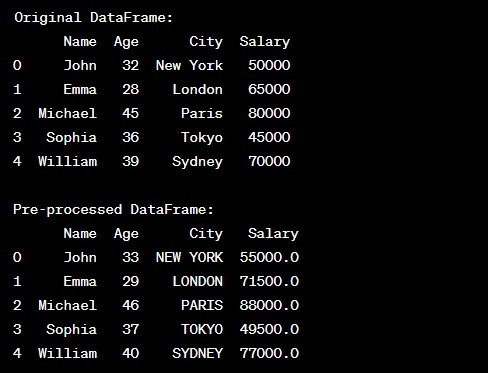 Original DataFrame:
Name Age City Salary
0 John 32 New York 50000
1 Emma 28 London 65000
2 Michael 45 Paris 80000
3 Sophia 36 Tokyo 45000
4 William 39 Sydney 70000
Pre-processed DataFrame:
Name Age City Salary
0 John 33 NEW YORK 55000.0
1 Emma 29 LONDON 71500.0
2 Michael 46 PARIS 88000.0
3 Sophia 37 TOKYO 49500.0
4 William 40 SYDNEY 77000.0